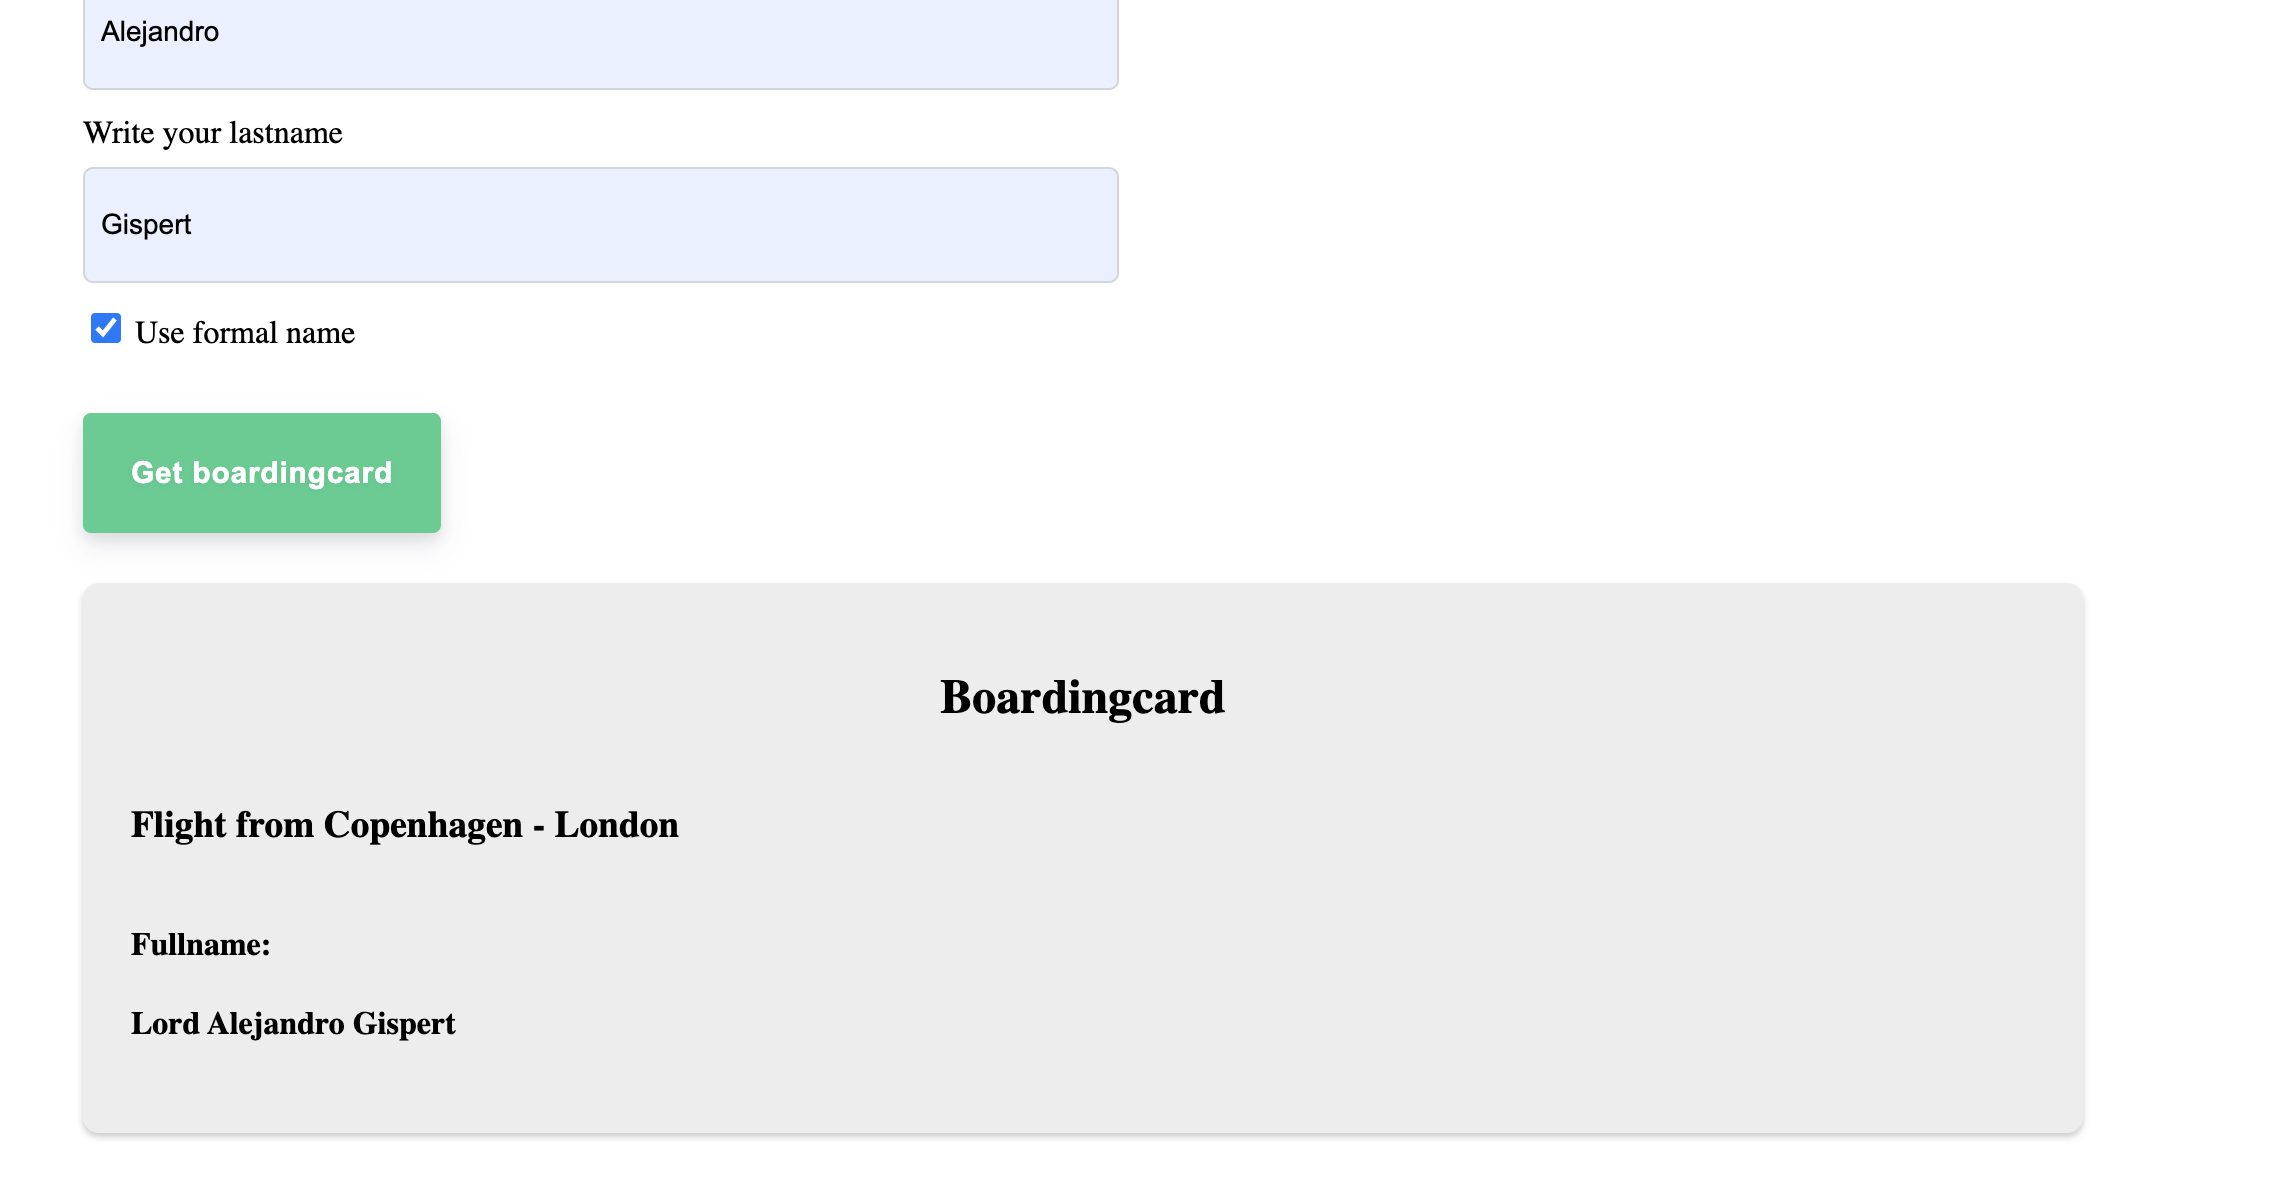 Alejandro
Write your lastname
Gispert
Use formal name
Get boardingcard
Boardingcard
Flight from Copenhagen - London
Fullname:
Lord Alejandro Gispert